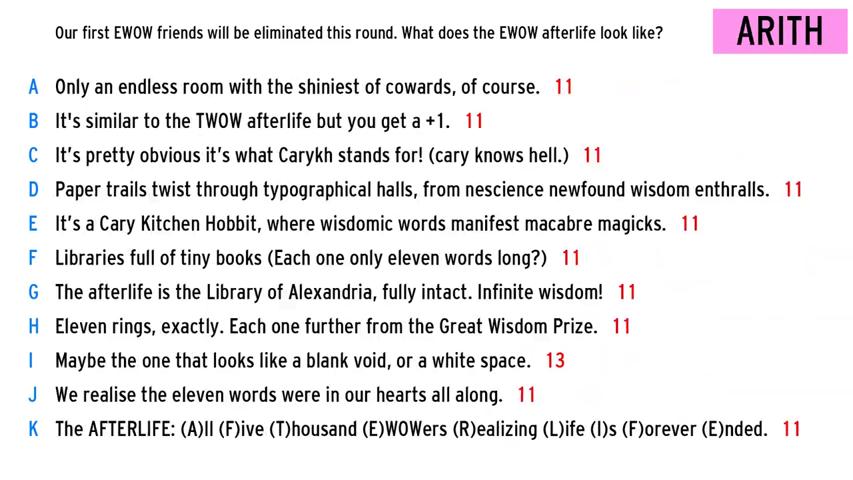 Our first EWOW friends will be eliminated this round. What does the EWOW afterlife look like?
ARITH
A Only an endless room with the shiniest of cowards, of course. 11
B It's similar to the TWOW afterlife but you get a +1. 11
C It’s pretty obvious it’s what Carykh stands for! (cary knows hell.) 11
D Paper trails twist through typographical halls, from nescience newfound wisdom enthralls. 11
E It’s a Cary Kitchen Hobbit, where wisdomic words manifest macabre magicks. 11
F Libraries full of tiny books (Each one only eleven words long?) 11
G The afterlife is the Library of Alexandria, fully intact. Infinite wisdom! 11
H Eleven rings, exactly. Each one further from the Great Wisdom Prize. 11
I Maybe the one that looks like a blank void, or a white space. 13
J We realise the eleven words were in our hearts all along. 11
K The AFTERLIFE: (A)ll (F)ive (T)housand (E)WOWers (R)ealizing (L)ife (I)s (F)orever (E)nded. 11